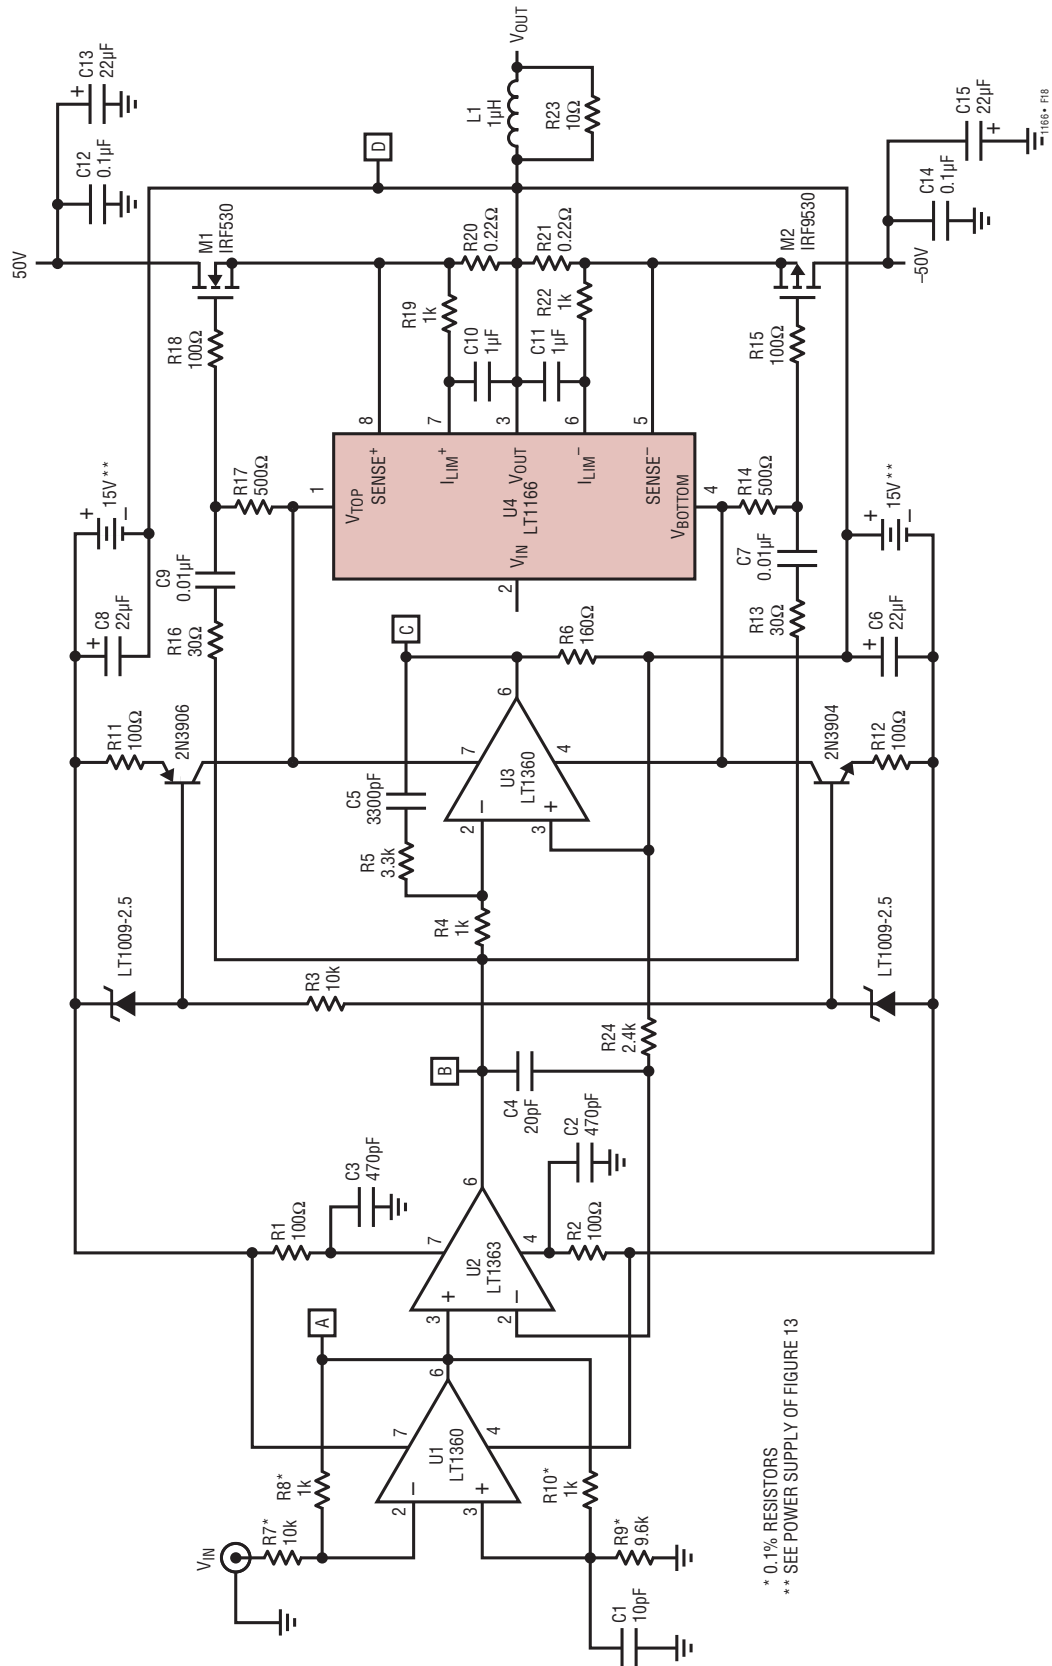 50V
C12
0.1µF
+
C13
22µF
M1
IRF530
D
L1
1µH
VOUT
R23
10Ω
R20
0.22Ω
R21
0.22Ω
R19
1k
R22
1k
C10
1µF
C11
1µF
M2
IRF9530
C14
0.1µF
C15
22µF
+
–50V
1166 • F18
R18
100Ω
R15
100Ω
R17
500Ω
R14
500Ω
1
VTOP
8
SENSE+
7
ILIM+
3
VOUT
U4
LT1166
VIN
2
6
ILIM–
5
SENSE–
VBOTTOM
4
+
15V**
–
+
15V**
–
C9
0.01µF
C7
0.01µF
+
C8
22µF
+
C6
22µF
R16
30Ω
R13
30Ω
C
R6
160Ω
R11
100Ω
2N3906
2N3904
R12
100Ω
6
7
4
U3
LT1360
2
–
3
+
C5
3300pF
R5
3.3k
R4
1k
LT1009-2.5
R3
10k
LT1009-2.5
R24
2.4k
B
C4
20pF
C3
470pF
C2
470pF
R1
100Ω
R2
100Ω
6
7
4
U2
LT1363
3
+
2
–
A
6
7
4
U1
LT1360
2
–
3
+
R8*
1k
R10*
1k
VIN
R7*
10k
R9*
9.6k
C1
10pF
* 0.1% RESISTORS
** SEE POWER SUPPLY OF FIGURE 13